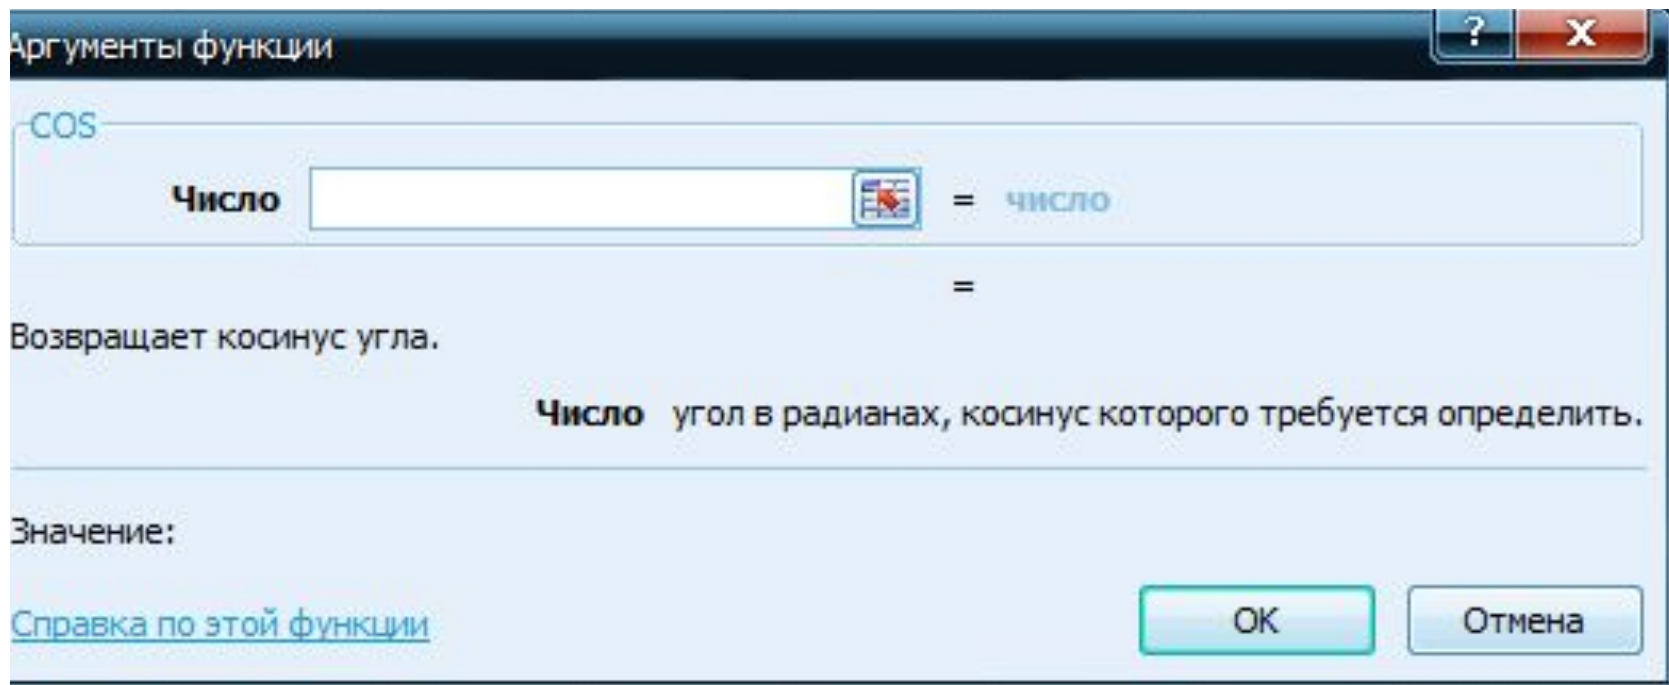 Аргументы функции ? X
COS
Число = число
=
Возвращает косинус угла.
Число угол в радианах, косинус которого требуется определить.
Значение:
Справка по этой функции OK Отмена